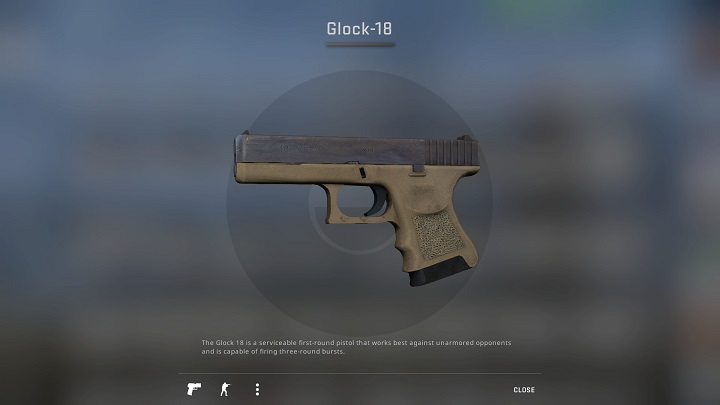 Glock-18
The Glock 18 is a serviceable first-round pistol that works best against unarmored opponents
and is capable of firing three-round bursts.
CLOSE